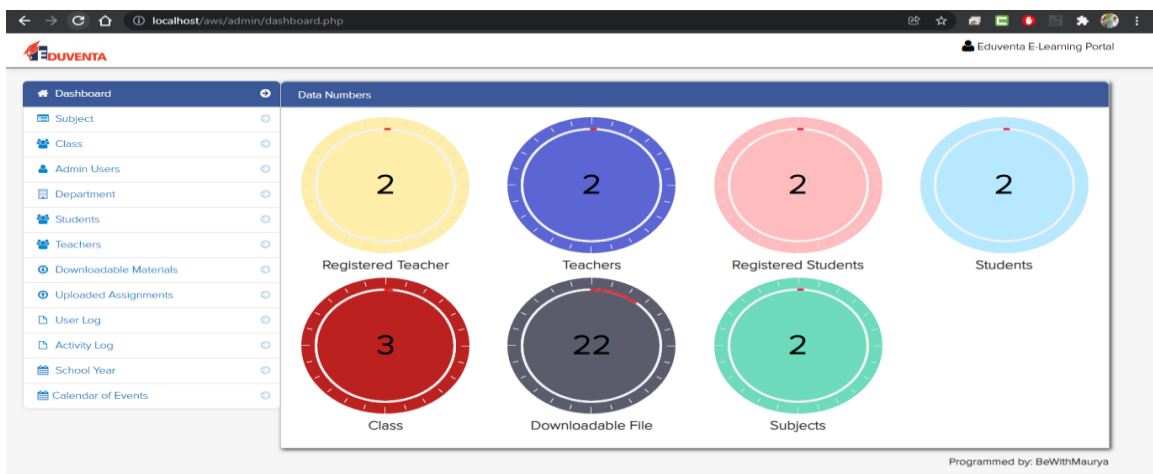 localhost/aws/admin/dashboard.php
EDUVENTA
Eduventa E-Learning Portal
Dashboard
Data Numbers
Subject
Class
Admin Users
Department
Students
Teachers
Downloadable Materials
Uploaded Assignments
User Log
Activity Log
School Year
Calendar of Events
2
2
2
2
Registered Teacher
Teachers
Registered Students
Students
3
22
2
Class
Downloadable File
Subjects
Programmed by: BeWithMaurya